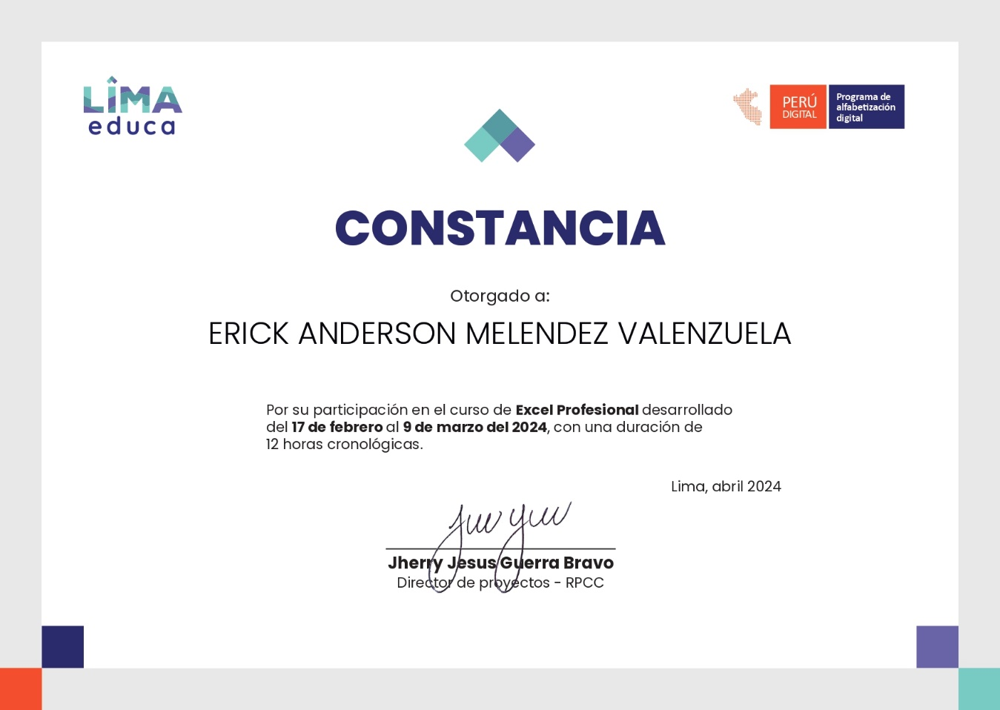 LIMA
educa
PERÚ
DIGITAL
Programa de
alfabetización
digital
CONSTANCIA
Otorgado a:
ERICK ANDERSON MELENDEZ VALENZUELA
Por su participación en el curso de Excel Profesional desarrollado
del 17 de febrero al 9 de marzo del 2024, con una duración de
12 horas cronológicas.
Lima, abril 2024
Jherry Jesus Guerra Bravo
Director de proyectos - RPCC